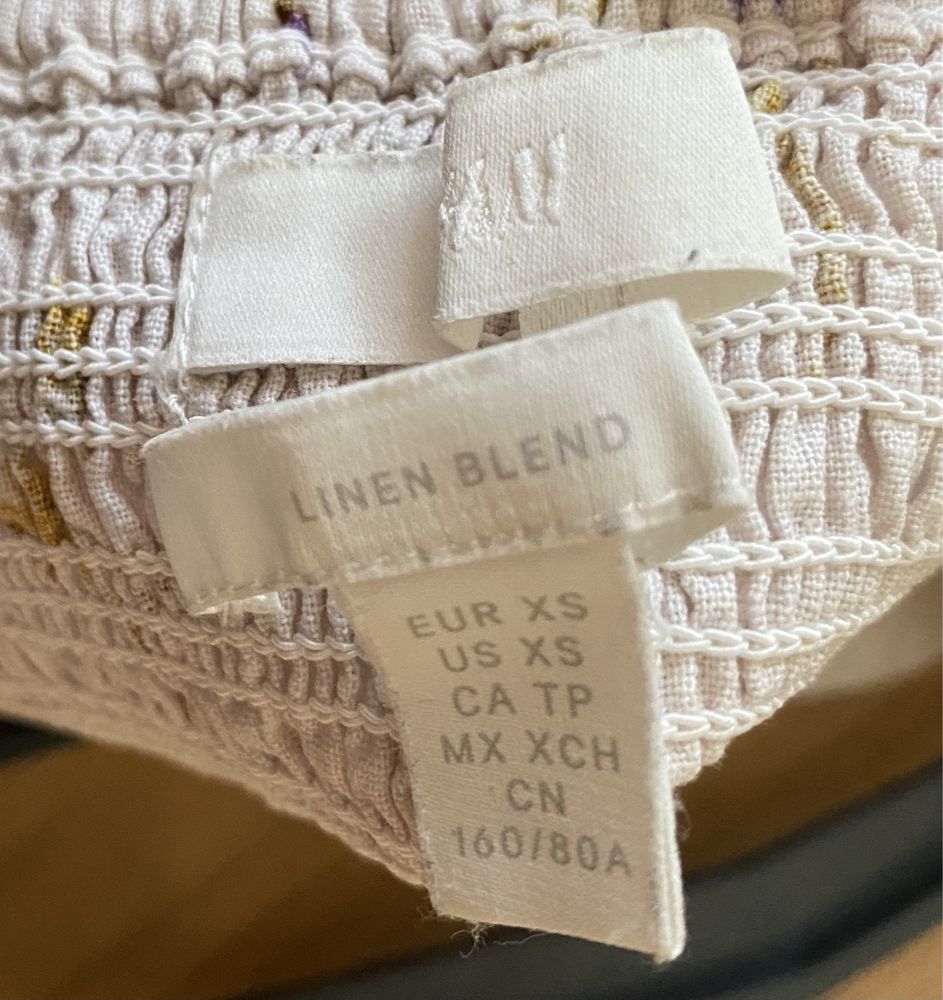 LINEN BLEND
EUR XS
US XS
CA TP
MX XCH
CN
160/80A